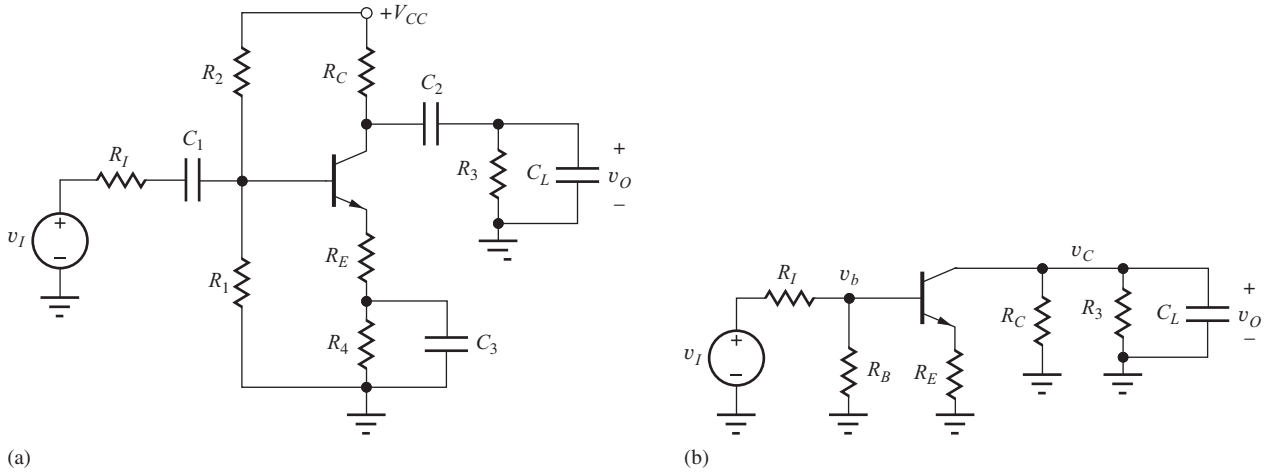 +V_CC
R_2
R_C
C_2
C_1
R_I
+
R_3
C_L
v_O
−
+
v_I
−
R_E
R_1
R_4
C_3
(a)
R_I
v_b
v_C
+
R_C
R_3
C_L
v_O
−
+
v_I
−
R_B
R_E
(b)